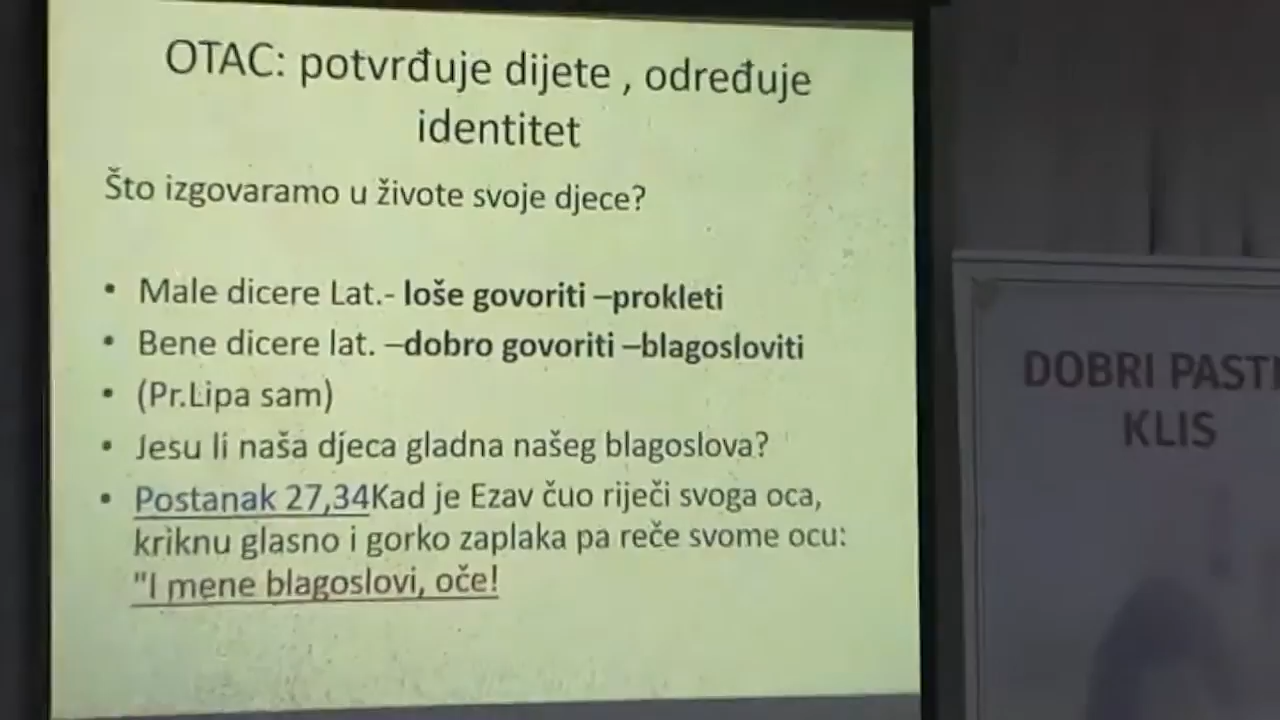 OTAC: potvrđuje dijete , određuje
identitet
Što izgovaramo u živote svoje djece?
• Male dicere Lat.- loše govoriti –prokleti
• Bene dicere lat. –dobro govoriti –blagosloviti
• (Pr.Lipa sam)
• Jesu li naša djeca gladna našeg blagoslova?
• Postanak 27,34Kad je Ezav čuo riječi svoga oca,
kriknu glasno i gorko zaplaka pa reče svome ocu:
"I mene blagoslovi, oče!
DOBRI PASTI
KLIS